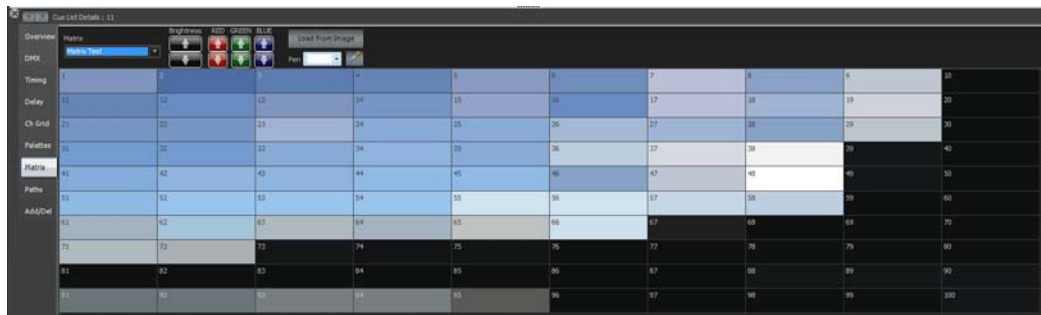 Cue List Details : 11
Overview
DMX
Timing
Delay
Ch Grid
Palettes
Matrix
Paths
Add/Del
Matrix
Matrix Test
Brightness RED GREEN BLUE
Load From Image
Pen
1 2 3 4 5 6 7 8 9 10
11 12 13 14 15 16 17 18 19 20
21 22 23 24 25 26 27 28 29 30
31 32 33 34 35 36 37 38 39 40
41 42 43 44 45 46 47 48 49 50
51 52 53 54 55 56 57 58 59 60
61 62 63 64 65 66 67 68 69 70
71 72 73 74 75 76 77 78 79 80
81 82 83 84 85 86 87 88 89 90
91 92 93 94 95 96 97 98 99 100